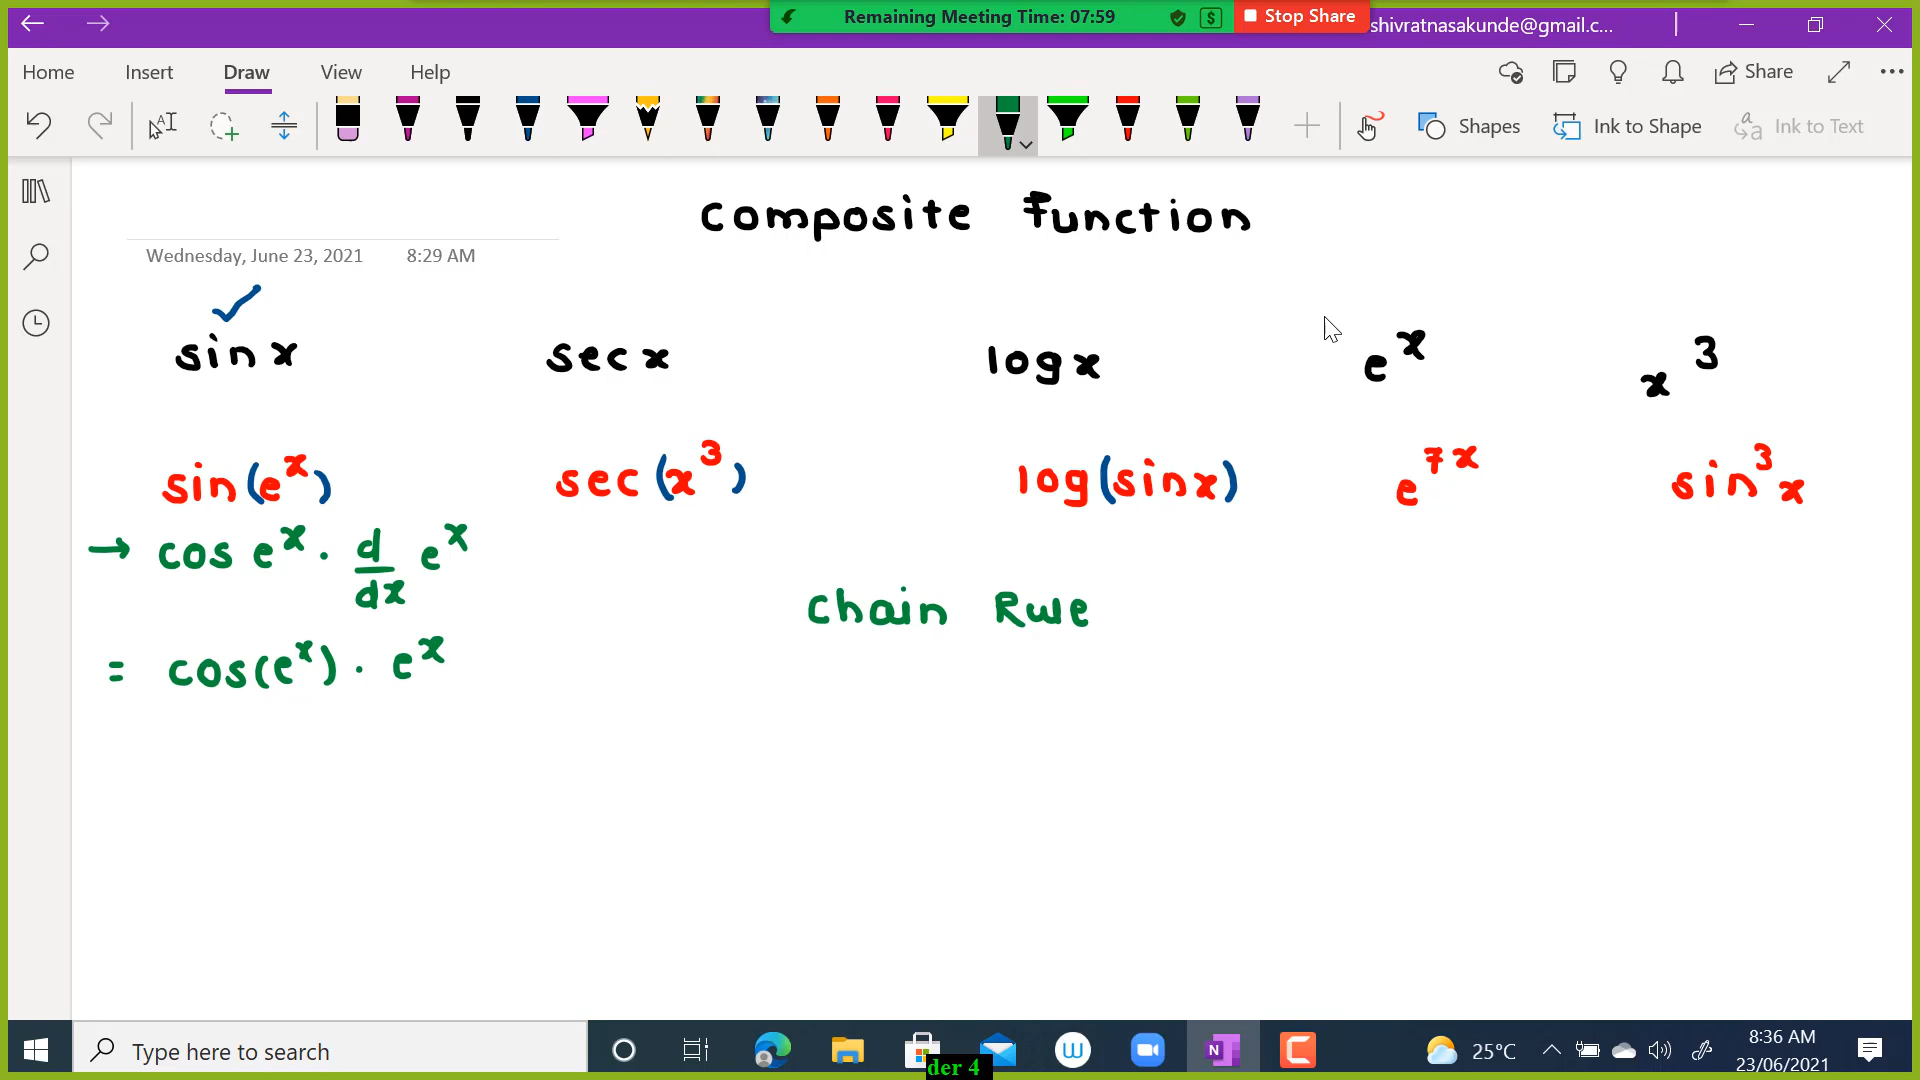 Remaining Meeting Time: 07:59
Stop Share
shivratnasakunde@gmail.c...
Home Insert Draw View Help
Share
Shapes
Ink to Shape
Ink to Text
composite Function
Wednesday, June 23, 2021 8:29 AM
sin x sec x log x e^x x^3
sin(e^x) sec(x^3) log(sinx) e^7x sin^3 x
→ cos e^x · d/dx e^x
chain Rule
= cos(e^x) · e^x
Type here to search
25°C
8:36 AM
23/06/2021
der 4